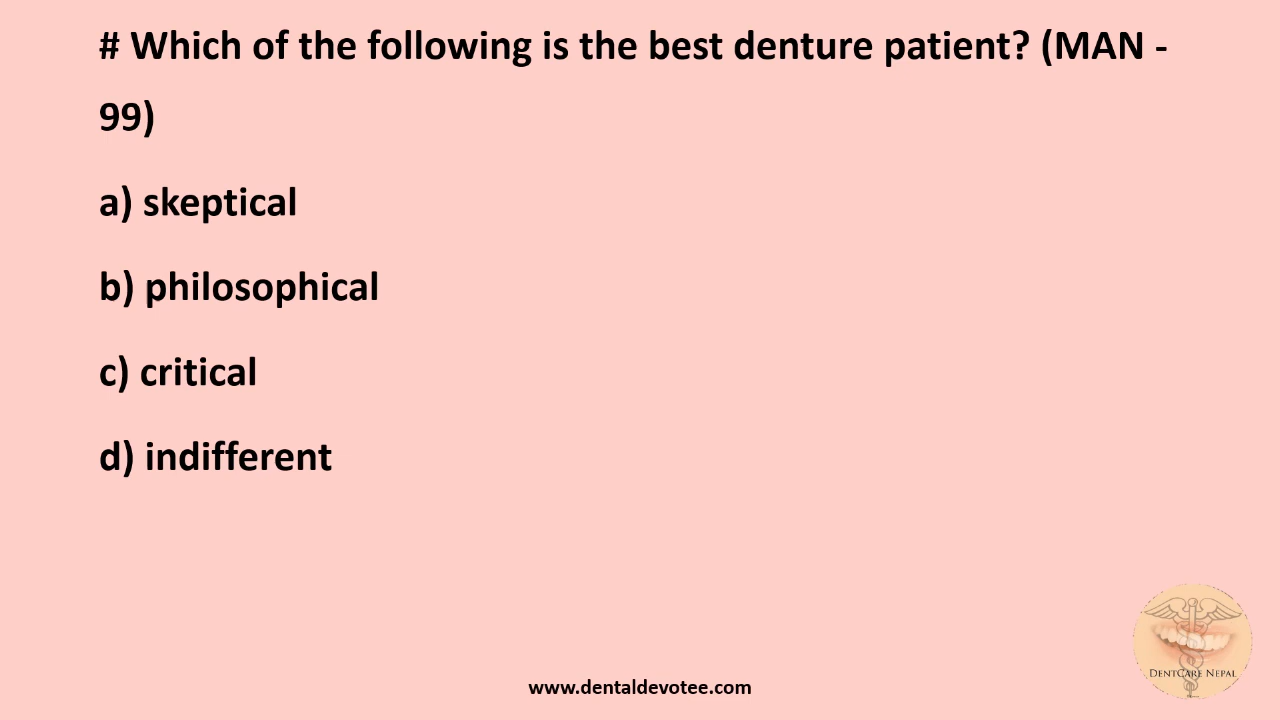 # Which of the following is the best denture patient? (MAN -
99)
a) skeptical
b) philosophical
c) critical
d) indifferent
DentCare Nepal
www.dentaldevotee.com